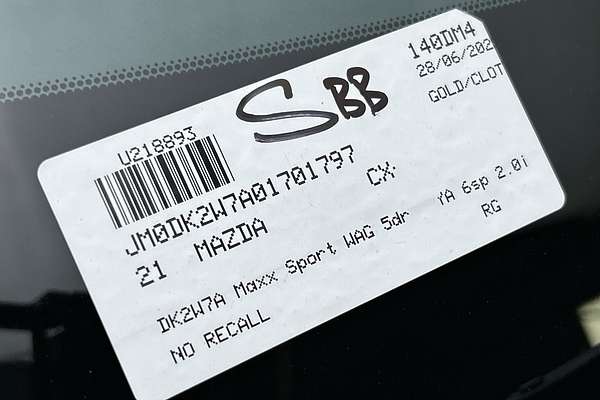 140DM4
28/06/202
SBB
GOLD/CLOT
U218893
JM0DK2W7A01701797
21 MAZDA CX-
DK2W7A Maxx Sport WAG 5dr YA 6sp 2.0i
NO RECALL RG